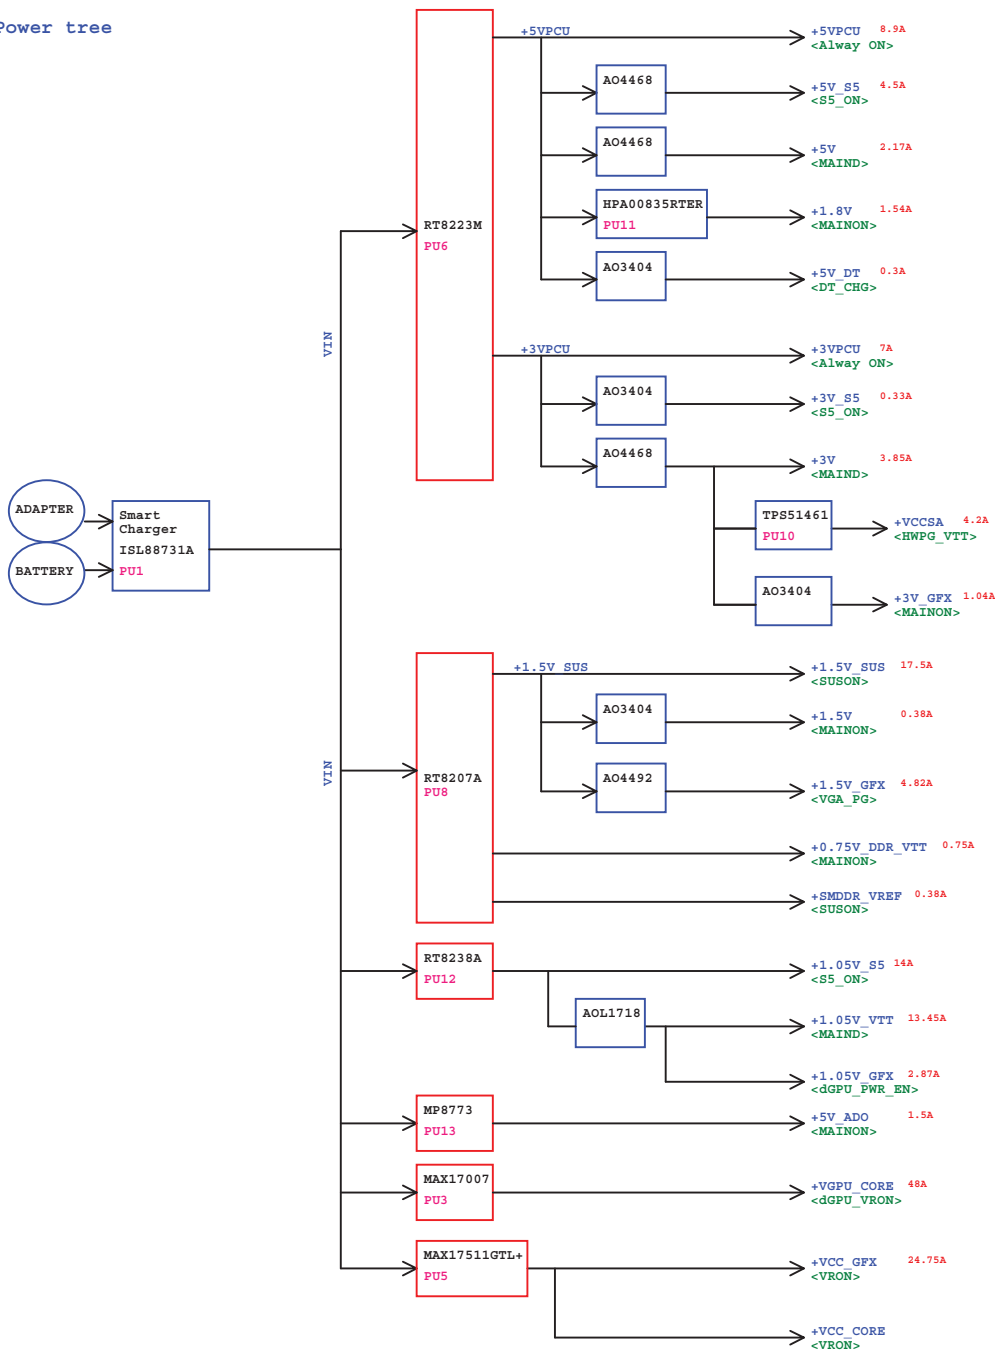 Power tree
+5VPCU
+5VPCU 8.9A
<Alway ON>
AO4468
+5V_S5 4.5A
<S5_ON>
AO4468
+5V 2.17A
<MAIND>
HPA00835RTER
PU11
+1.8V 1.54A
<MAINON>
RT8223M
PU6
AO3404
+5V_DT 0.3A
<DT_CHG>
VIN
+3VPCU
+3VPCU 7A
<Alway ON>
AO3404
+3V_S5 0.33A
<S5_ON>
AO4468
+3V 3.85A
<MAIND>
ADAPTER
BATTERY
Smart
Charger
ISL88731A
PU1
TPS51461
PU10
+VCCSA 4.2A
<HWPG_VTT>
AO3404
+3V_GFX 1.04A
<MAINON>
+1.5V_SUS
+1.5V_SUS 17.5A
<SUSON>
AO3404
+1.5V 0.38A
<MAINON>
VIN
RT8207A
PU8
AO4492
+1.5V_GFX 4.82A
<VGA_PG>
+0.75V_DDR_VTT 0.75A
<MAINON>
+SMDDR_VREF 0.38A
<SUSON>
RT8238A
PU12
+1.05V_S5 14A
<S5_ON>
AOL1718
+1.05V_VTT 13.45A
<MAIND>
+1.05V_GFX 2.87A
<dGPU_PWR_EN>
MP8773
PU13
+5V_ADO 1.5A
<MAINON>
MAX17007
PU3
+VGPU_CORE 48A
<dGPU_VRON>
MAX17511GTL+
PU5
+VCC_GFX 24.75A
<VRON>
+VCC_CORE
<VRON>